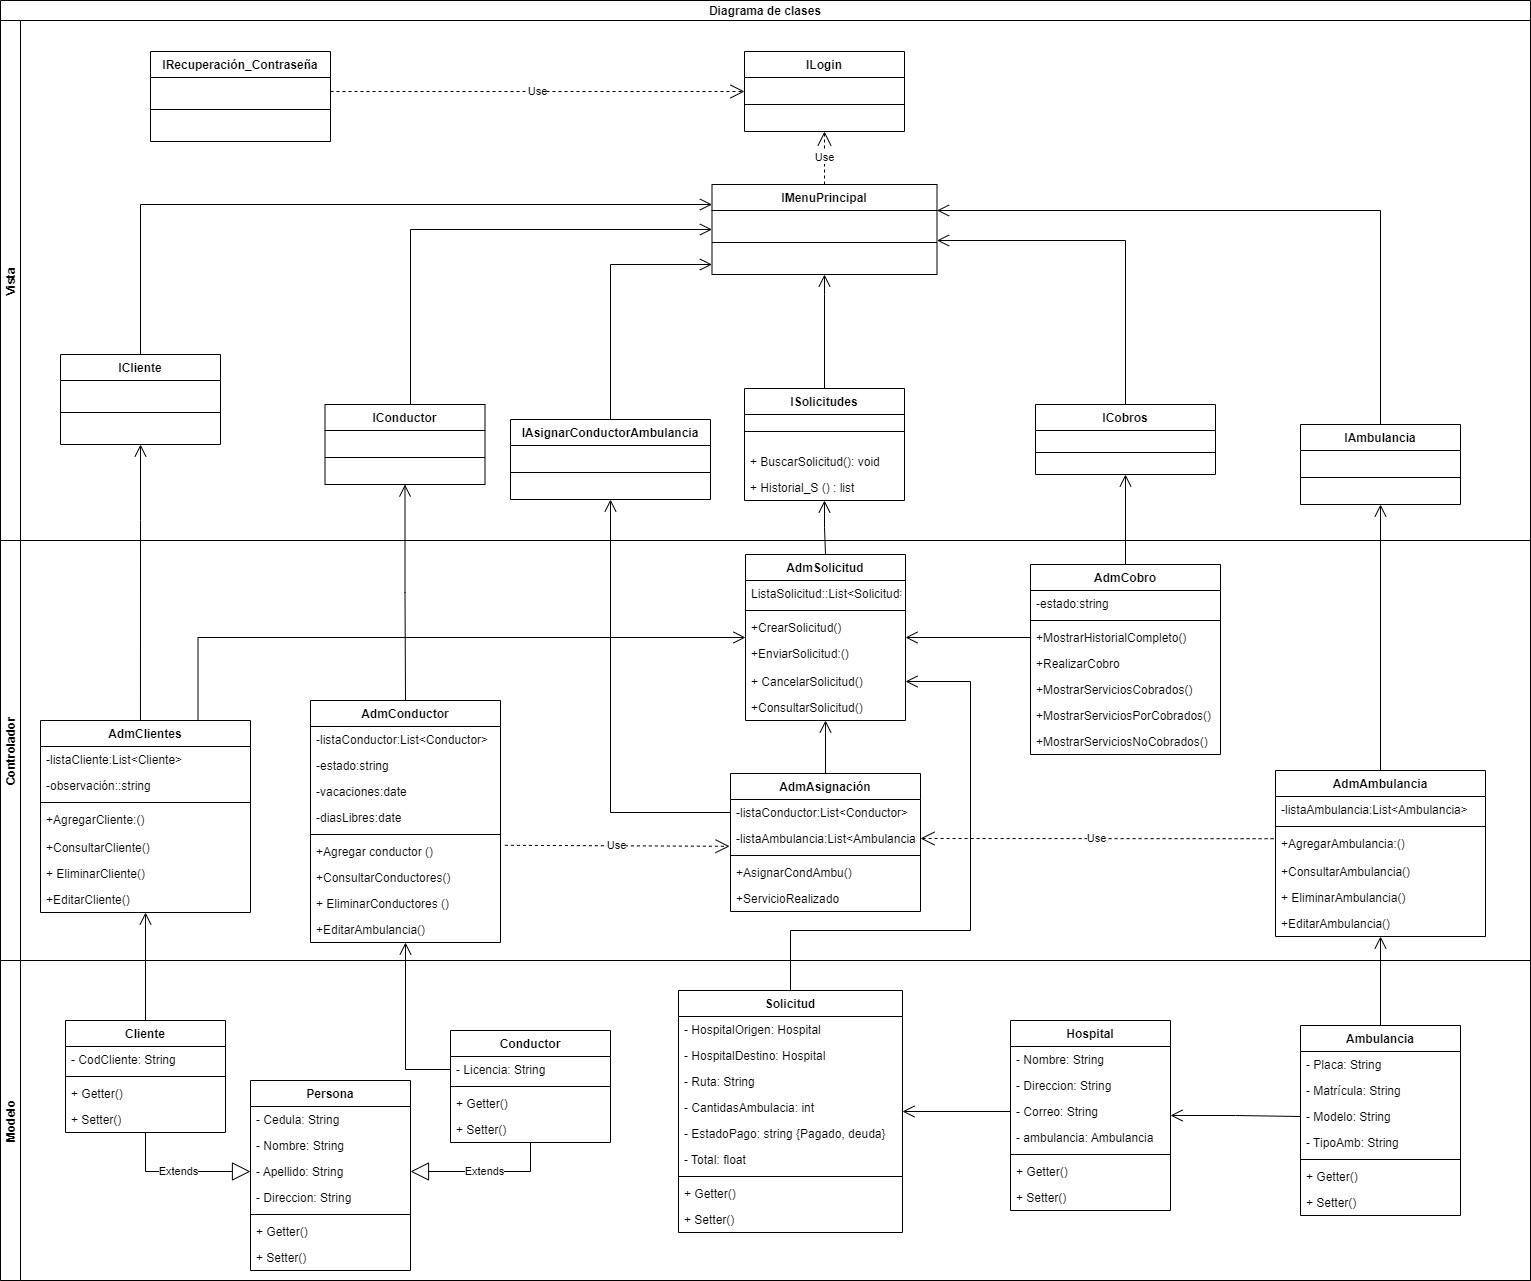 Diagrama de clases
Vista
IRecuperación_Contraseña
Use
ILogin
Use
IMenuPrincipal
ICliente
IConductor
IAsignarConductorAmbulancia
ISolicitudes
+ BuscarSolicitud(): void
+ Historial_S () : list
ICobros
IAmbulancia
Controlador
AdmClientes
-listaCliente:List<Cliente>
-observación::string
+AgregarCliente:()
+ConsultarCliente()
+ EliminarCliente()
+EditarCliente()
AdmConductor
-listaConductor:List<Conductor>
-estado:string
-vacaciones:date
-diasLibres:date
+Agregar conductor ()
+ConsultarConductores()
+ EliminarConductores ()
+EditarAmbulancia()
Use
AdmSolicitud
ListaSolicitud::List<Solicitud>
+CrearSolicitud()
+EnviarSolicitud:()
+ CancelarSolicitud()
+ConsultarSolicitud()
AdmAsignación
-listaConductor:List<Conductor>
-listaAmbulancia:List<Ambulancia
+AsignarCondAmbu()
+ServicioRealizado
AdmCobro
-estado:string
+MostrarHistorialCompleto()
+RealizarCobro
+MostrarServiciosCobrados()
+MostrarServiciosPorCobrados()
+MostrarServiciosNoCobrados()
Use
AdmAmbulancia
-listaAmbulancia:List<Ambulancia>
+AgregarAmbulancia:()
+ConsultarAmbulancia()
+ EliminarAmbulancia()
+EditarAmbulancia()
Modelo
Cliente
- CodCliente: String
+ Getter()
+ Setter()
Extends
Persona
- Cedula: String
- Nombre: String
- Apellido: String
- Direccion: String
+ Getter()
+ Setter()
Conductor
- Licencia: String
+ Getter()
+ Setter()
Extends
Solicitud
- HospitalOrigen: Hospital
- HospitalDestino: Hospital
- Ruta: String
- CantidasAmbulacia: int
- EstadoPago: string {Pagado, deuda}
- Total: float
+ Getter()
+ Setter()
Hospital
- Nombre: String
- Direccion: String
- Correo: String
- ambulancia: Ambulancia
+ Getter()
+ Setter()
Ambulancia
- Placa: String
- Matrícula: String
- Modelo: String
- TipoAmb: String
+ Getter()
+ Setter()